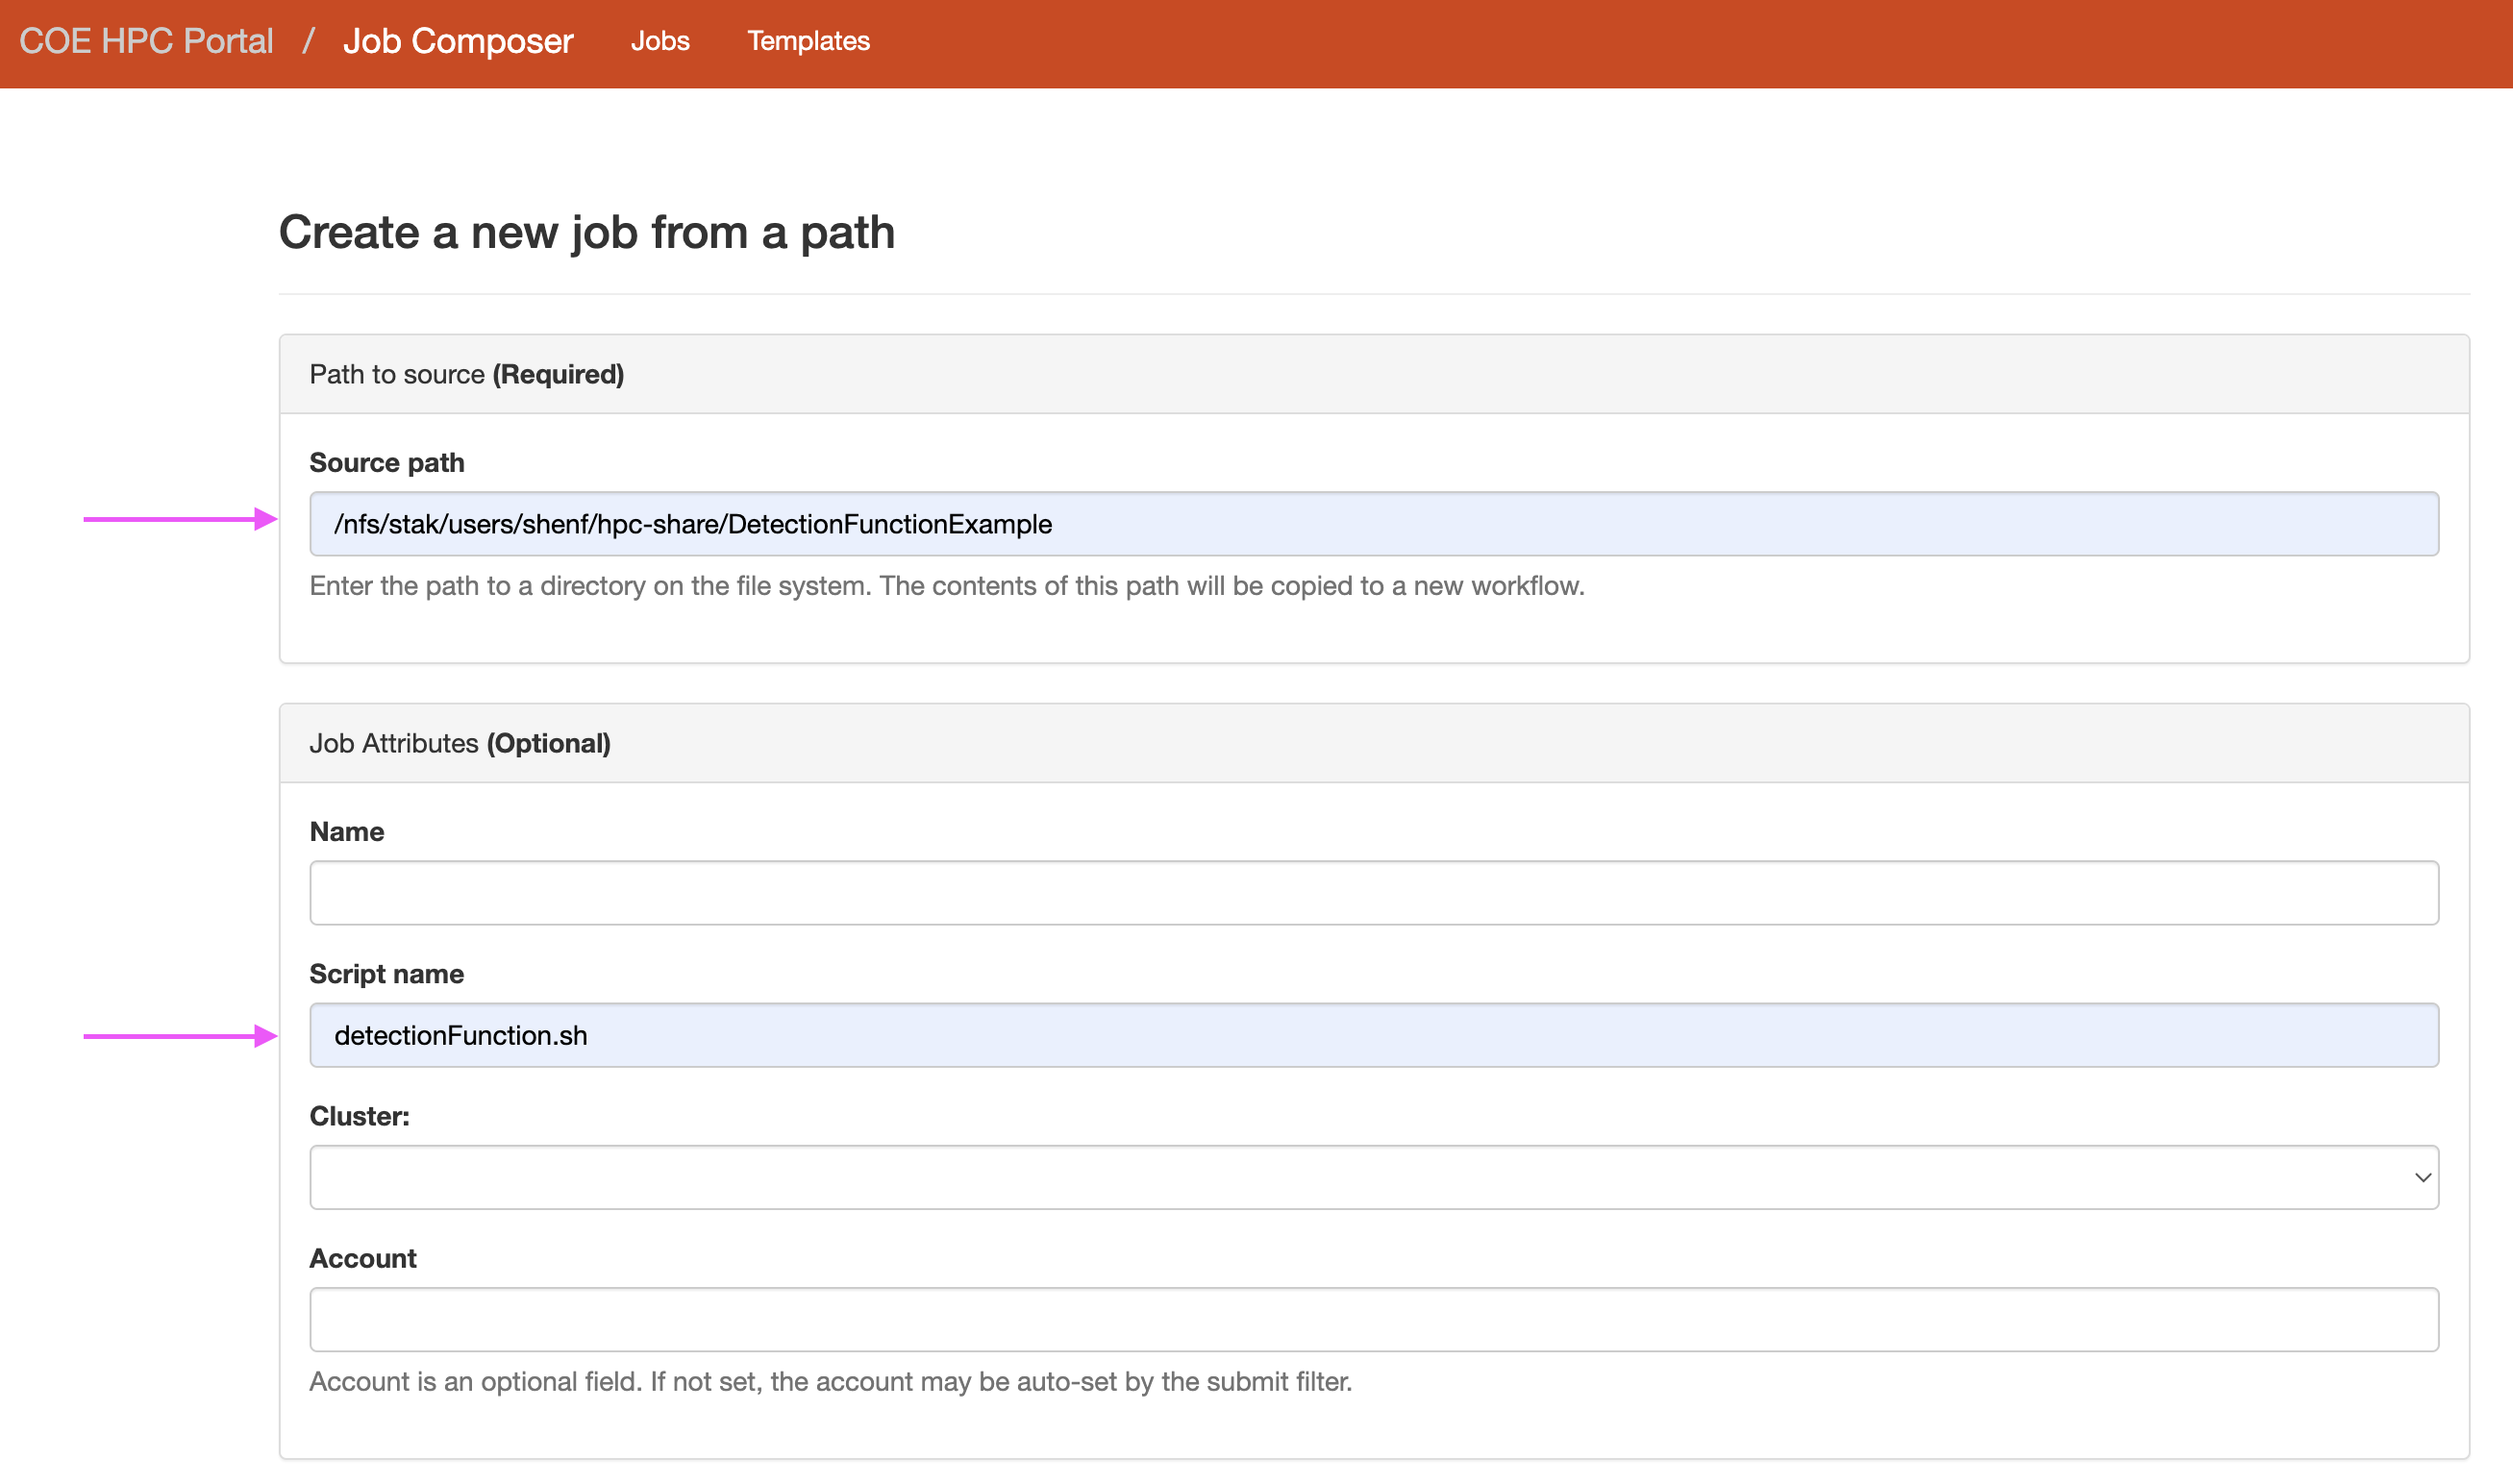 COE HPC Portal / Job Composer Jobs Templates
Create a new job from a path
Path to source (Required)
Source path
/nfs/stak/users/shenf/hpc-share/DetectionFunctionExample
Enter the path to a directory on the file system. The contents of this path will be copied to a new workflow.
Job Attributes (Optional)
Name
Script name
detectionFunction.sh
Cluster:
Account
Account is an optional field. If not set, the account may be auto-set by the submit filter.